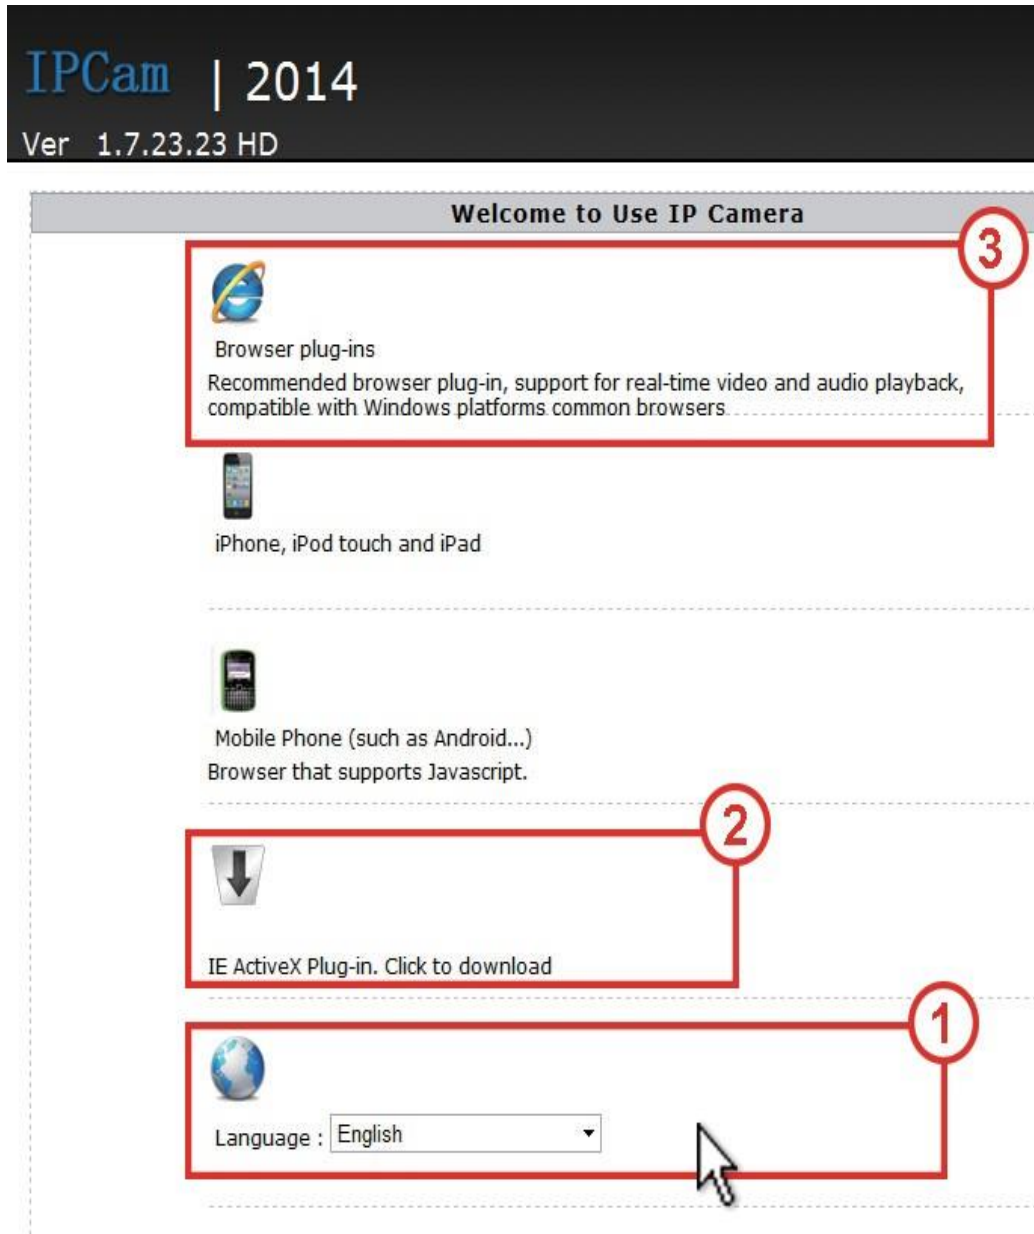 IPCam | 2014
Ver 1.7.23.23 HD
Welcome to Use IP Camera
3
Browser plug-ins
Recommended browser plug-in, support for real-time video and audio playback,
compatible with Windows platforms common browsers
iPhone, iPod touch and iPad
Mobile Phone (such as Android...)
Browser that supports Javascript.
2
IE ActiveX Plug-in. Click to download
1
Language : English